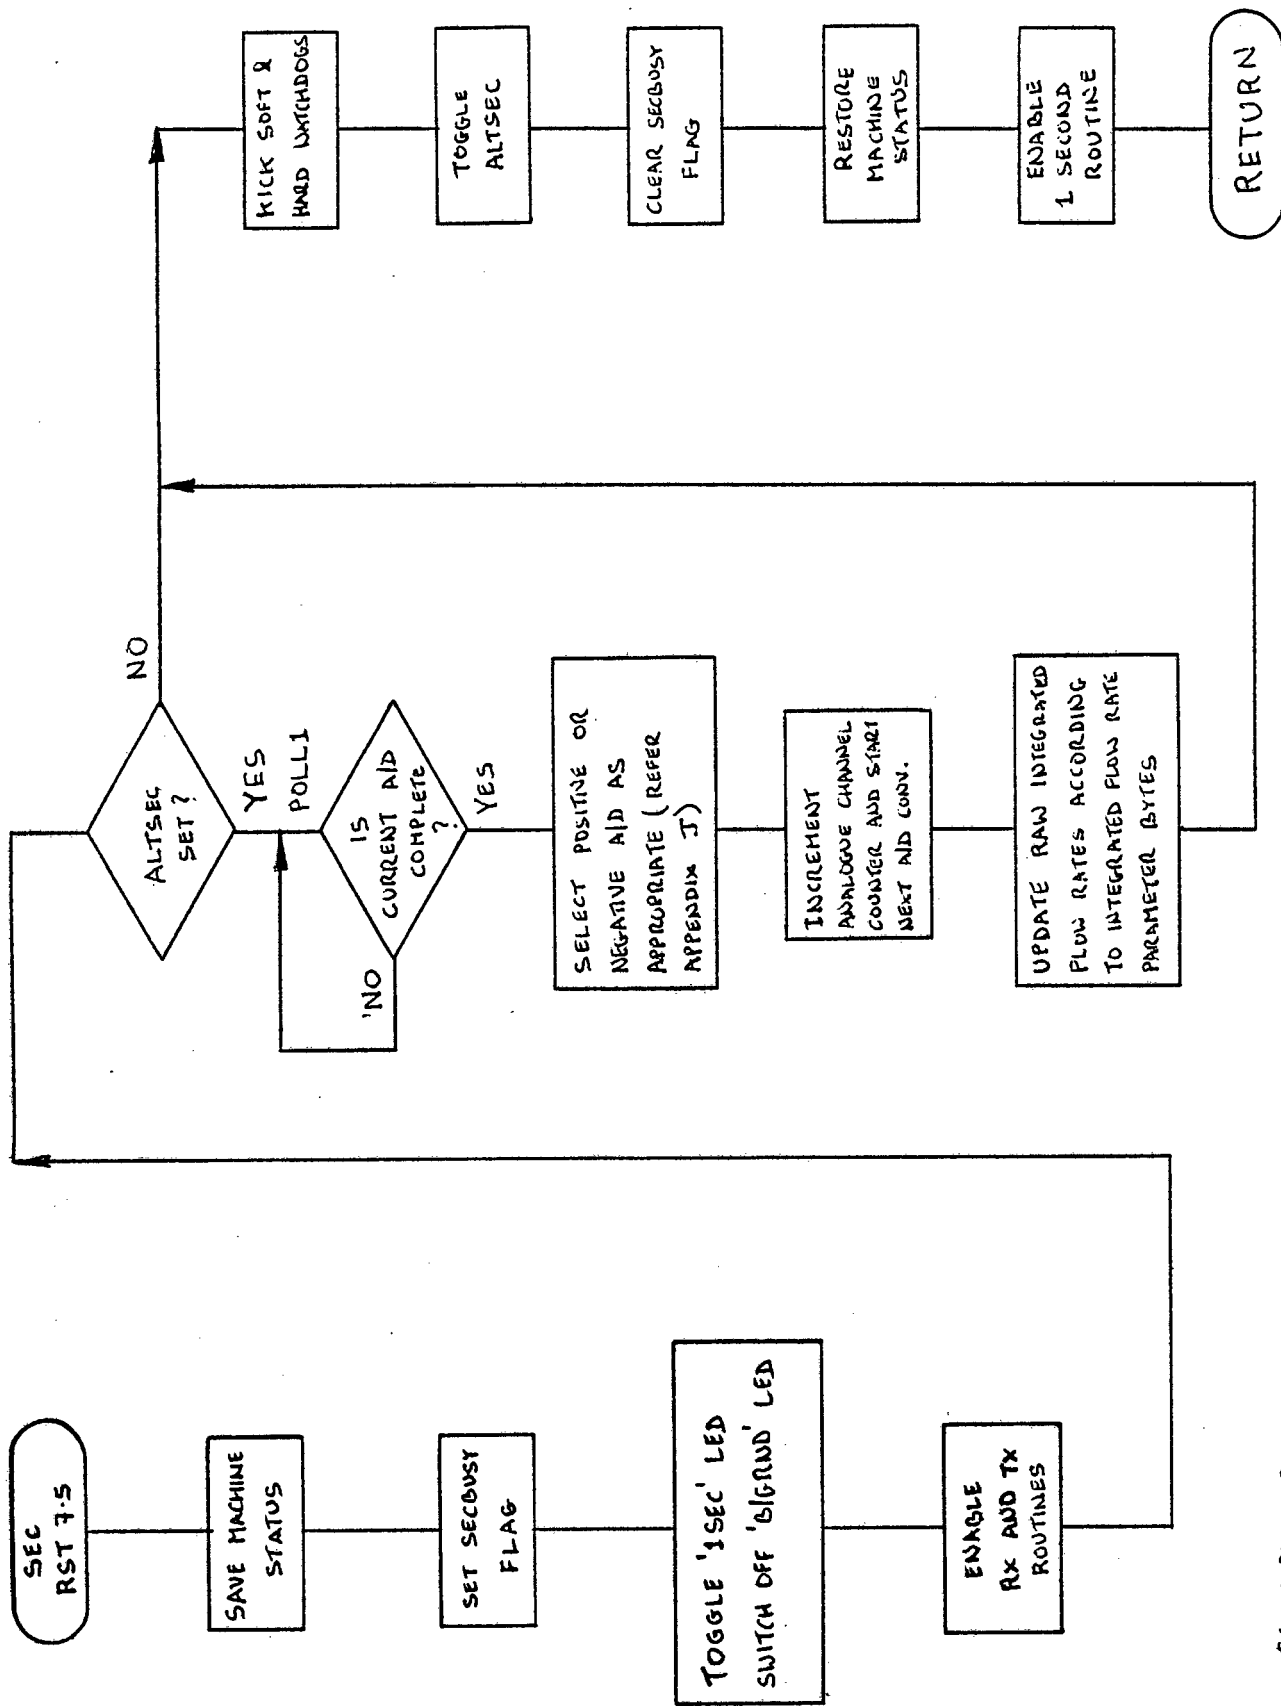 SEC
RST 7.5
SAVE MACHINE
STATUS
SET SECBUSY
FLAG
TOGGLE '1SEC' LED
SWITCH OFF 'B/GRND' LED
ENABLE
RX AND TX
ROUTINES
ALTSEC
SET?
NO
YES
POLL1
IS
CURRENT A/D
COMPLETE
?
'NO
YES
SELECT POSITIVE OR
NEGATIVE A/D AS
APPROPRIATE (REFER
APPENDIX J)
INCREMENT
ANALOGUE CHANNEL
COUNTER AND START
NEXT A/D CONV.
UPDATE RAW INTEGRATED
FLOW RATES ACCORDING
TO INTEGRATED FLOW RATE
PARAMETER BYTES
KICK SOFT &
HARD WATCHDOGS
TOGGLE
ALTSEC
CLEAR SECBUSY
FLAG
RESTORE
MACHINE
STATUS
ENABLE
1 SECOND
ROUTINE
RETURN